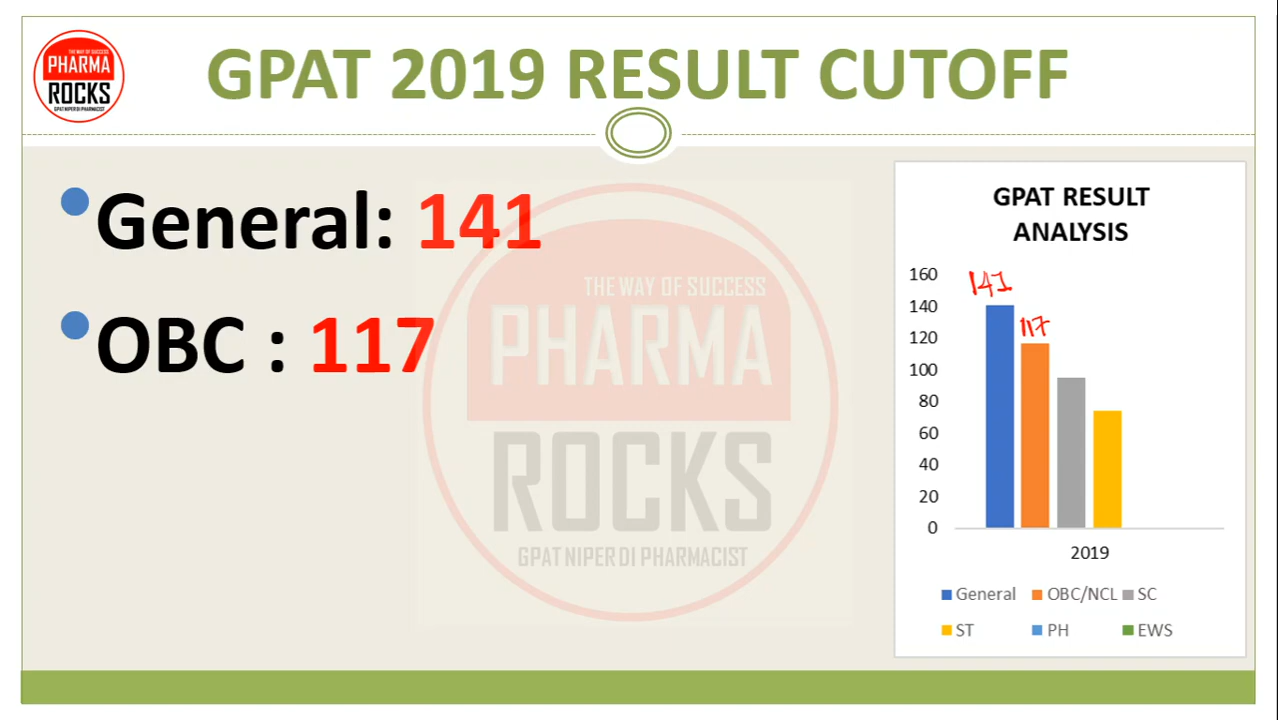 THE WAY OF SUCCESS
PHARMA
ROCKS
GPAT NIPER DI PHARMACIST
GPAT 2019 RESULT CUTOFF
•General: 141
•OBC : 117
THE WAY OF SUCCESS
PHARMA
ROCKS
GPAT NIPER DI PHARMACIST
GPAT RESULT
ANALYSIS
160
141
140
117
120
100
80
60
40
20
0
2019
General OBC/NCL SC
ST PH EWS